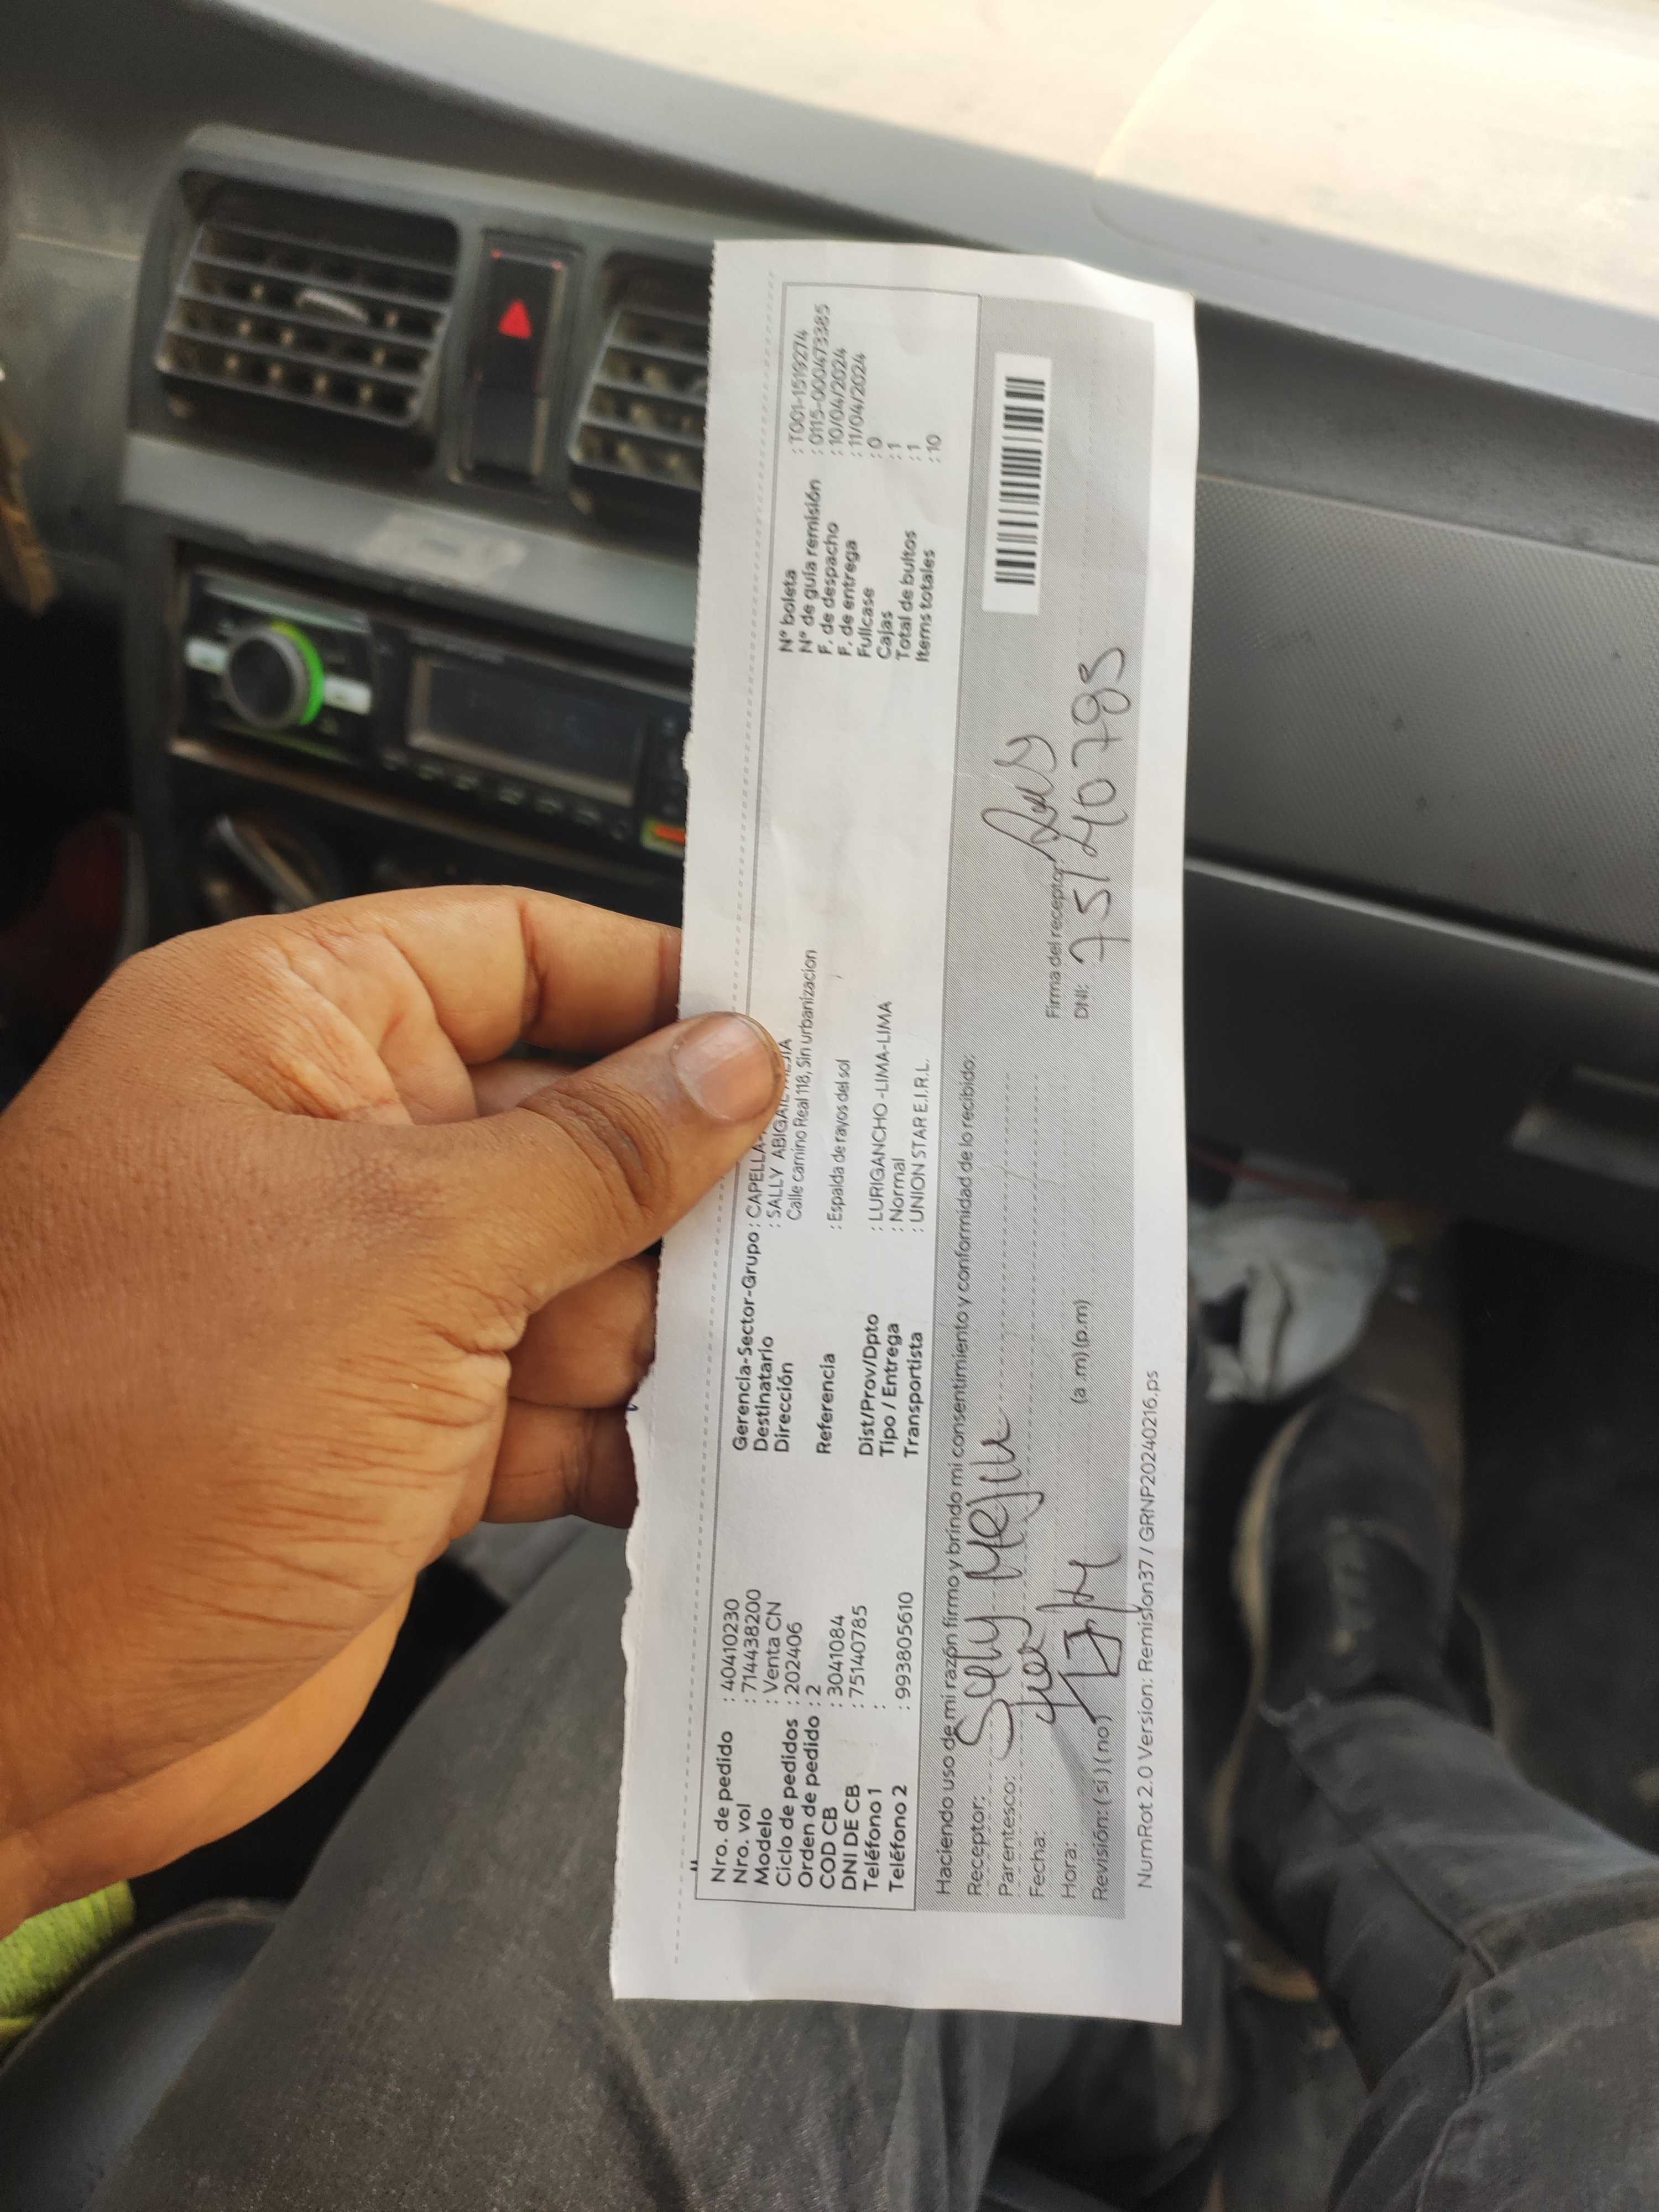 Nro. de pedido : 40410230
Nro. vol : 714438200
Modelo : Venta CN
Ciclo de pedidos : 202406
Orden de pedido : 2
COD CB : 3041084
DNI DE CB : 75140785
Teléfono 1 :
Teléfono 2 : 993805610
Gerencia-Sector-Grupo : CAPELLA-
Destinatario : SALLY ABIGAIL
Dirección Calle camino Real 118, Sin urbanizacion
Referencia : Espalda de rayos del sol
Dist/Prov/Dpto : LURIGANCHO -LIMA-LIMA
Tipo / Entrega : Normal
Transportista : UNION STAR E.I.R.L.
N° boleta : T001-1519274
N° de guía remisión : 0115-000473385
F. de despacho : 10/04/2024
F. de entrega : 11/04/2024
Fullcase : 0
Cajas : 1
Total de bultos : 1
Items totales : 10
Haciendo uso de mi razón firmo y brindo mi consentimiento y conformidad de lo recibido:
Receptor: Sally Mejia
Parentesco:
Fecha:
Hora: (a .m) (p.m)
Revisión: ( sí ) ( no )
Firma del receptor:
DNI: 75140785
NumRot 2.0 Version: Remision37 / GRNP20240216.ps